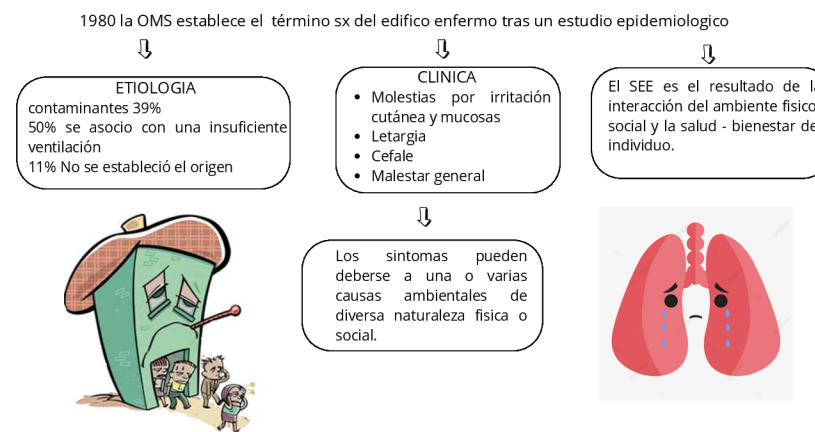 1980 la OMS establece el término sx del edifico enfermo tras un estudio epidemiologico
ETIOLOGIA
contaminantes 39%
50% se asocio con una insuficiente
ventilación
11% No se estableció el origen
CLINICA
• Molestias por irritación
cutánea y mucosas
• Letargia
• Cefale
• Malestar general
El SEE es el resultado de
interacción del ambiente fisico
social y la salud - bienestar
individuo.
Los sintomas pueden
deberse a una o varias
causas ambientales de
diversa naturaleza fisica o
social.